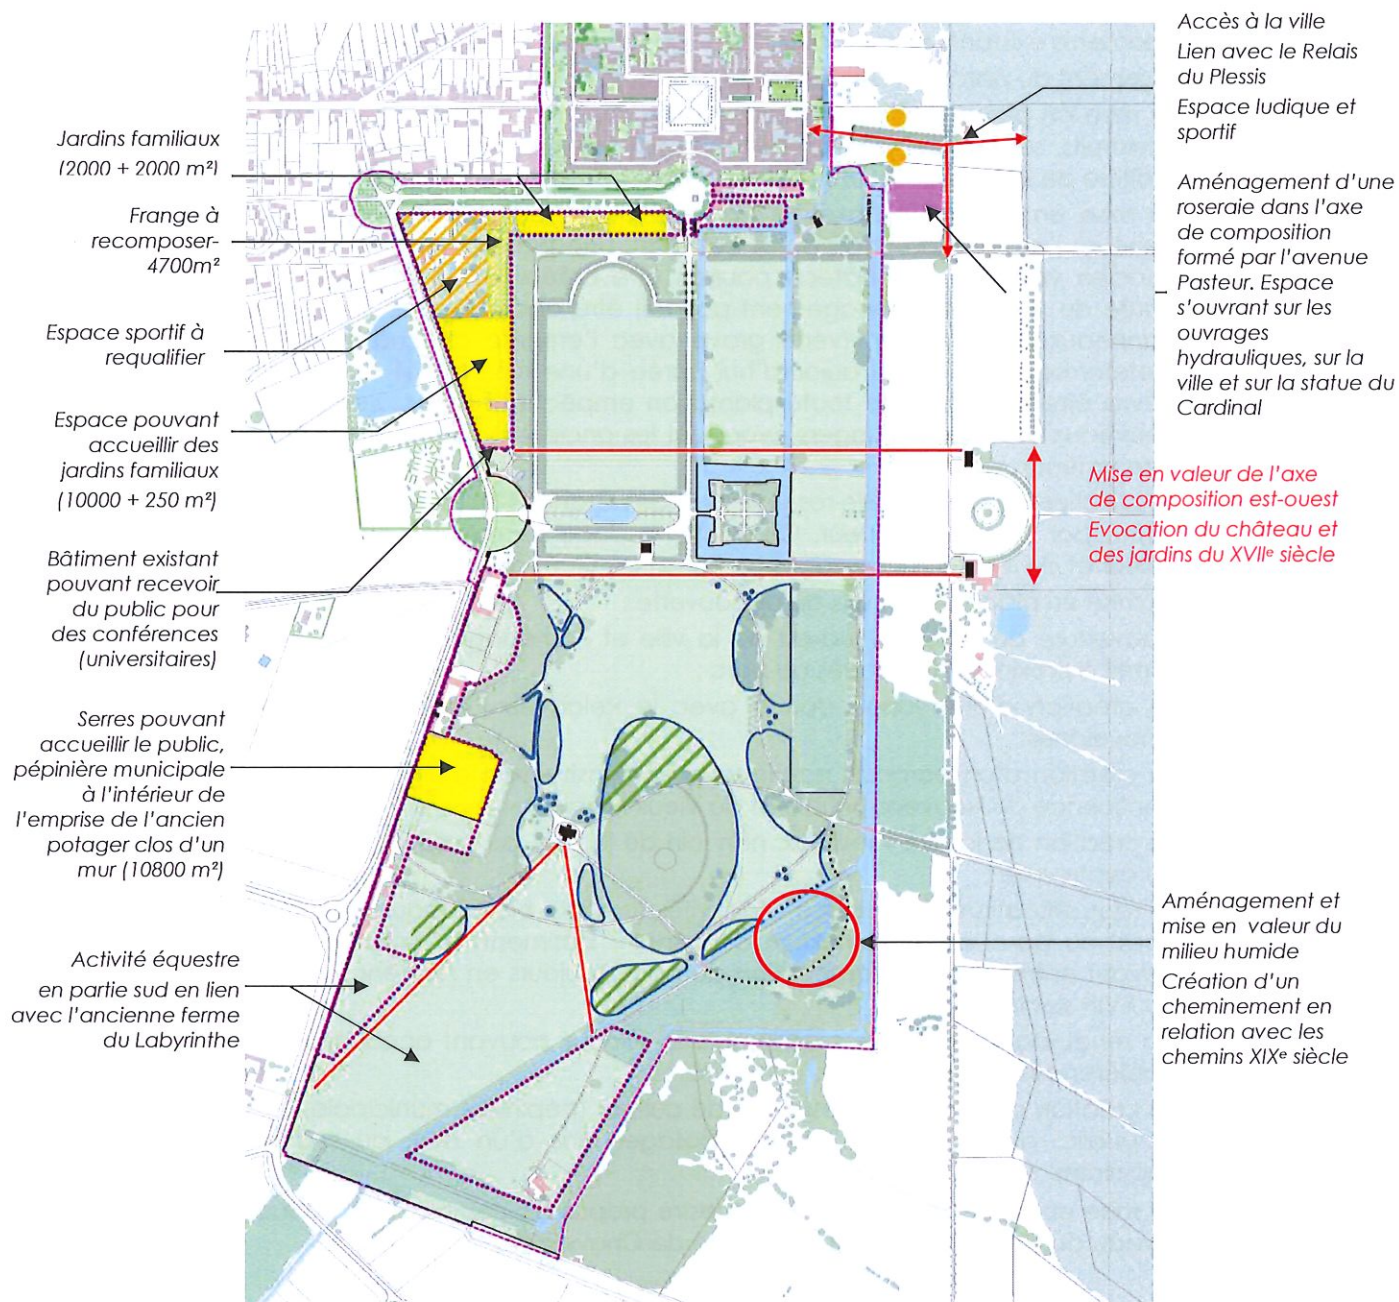 Jardins familiaux
(2000 + 2000 m²)
Frange à
recomposer-
4700m²
Espace sportif à
requalifier
Espace pouvant
accueillir des
jardins familiaux
(10000 + 250 m²)
Bâtiment existant
pouvant recevoir
du public pour
des conférences
(universitaires)
Serres pouvant
accueillir le public,
pépinière municipale
à l'intérieur de
l'emprise de l'ancien
potager clos d'un
mur (10800 m²)
Activité équestre
en partie sud en lien
avec l'ancienne ferme
du Labyrinthe
Accès à la ville
Lien avec le Relais
du Plessis
Espace ludique et
sportif
Aménagement d'une
roseraie dans l'axe
de composition
formé par l'avenue
Pasteur. Espace
s'ouvrant sur les
ouvrages
hydrauliques, sur la
ville et sur la statue du
Cardinal
Mise en valeur de l'axe
de composition est-ouest
Evocation du château et
des jardins du XVIIe siècle
Aménagement et
mise en valeur du
milieu humide
Création d'un
cheminement en
relation avec les
chemins XIXe siècle